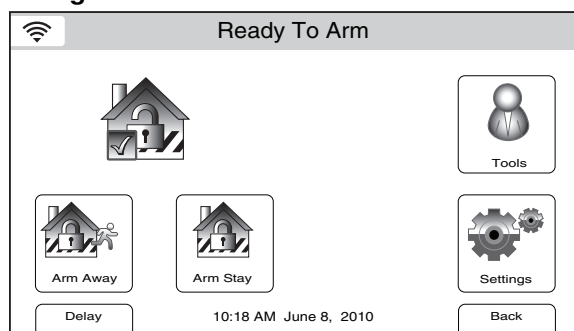 Ready To Arm
Tools
Arm Away
Arm Stay
Settings
Delay
10:18 AM June 8, 2010
Back